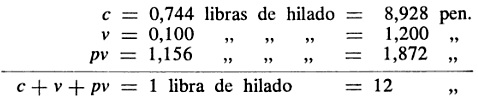 c = 0,744 libras de hilado = 8,928 pen.
v = 0,100 „ „ „ = 1,200 „
pv = 1,156 „ „ „ = 1,872 „
c + v + pv = 1 libra de hilado = 12 „